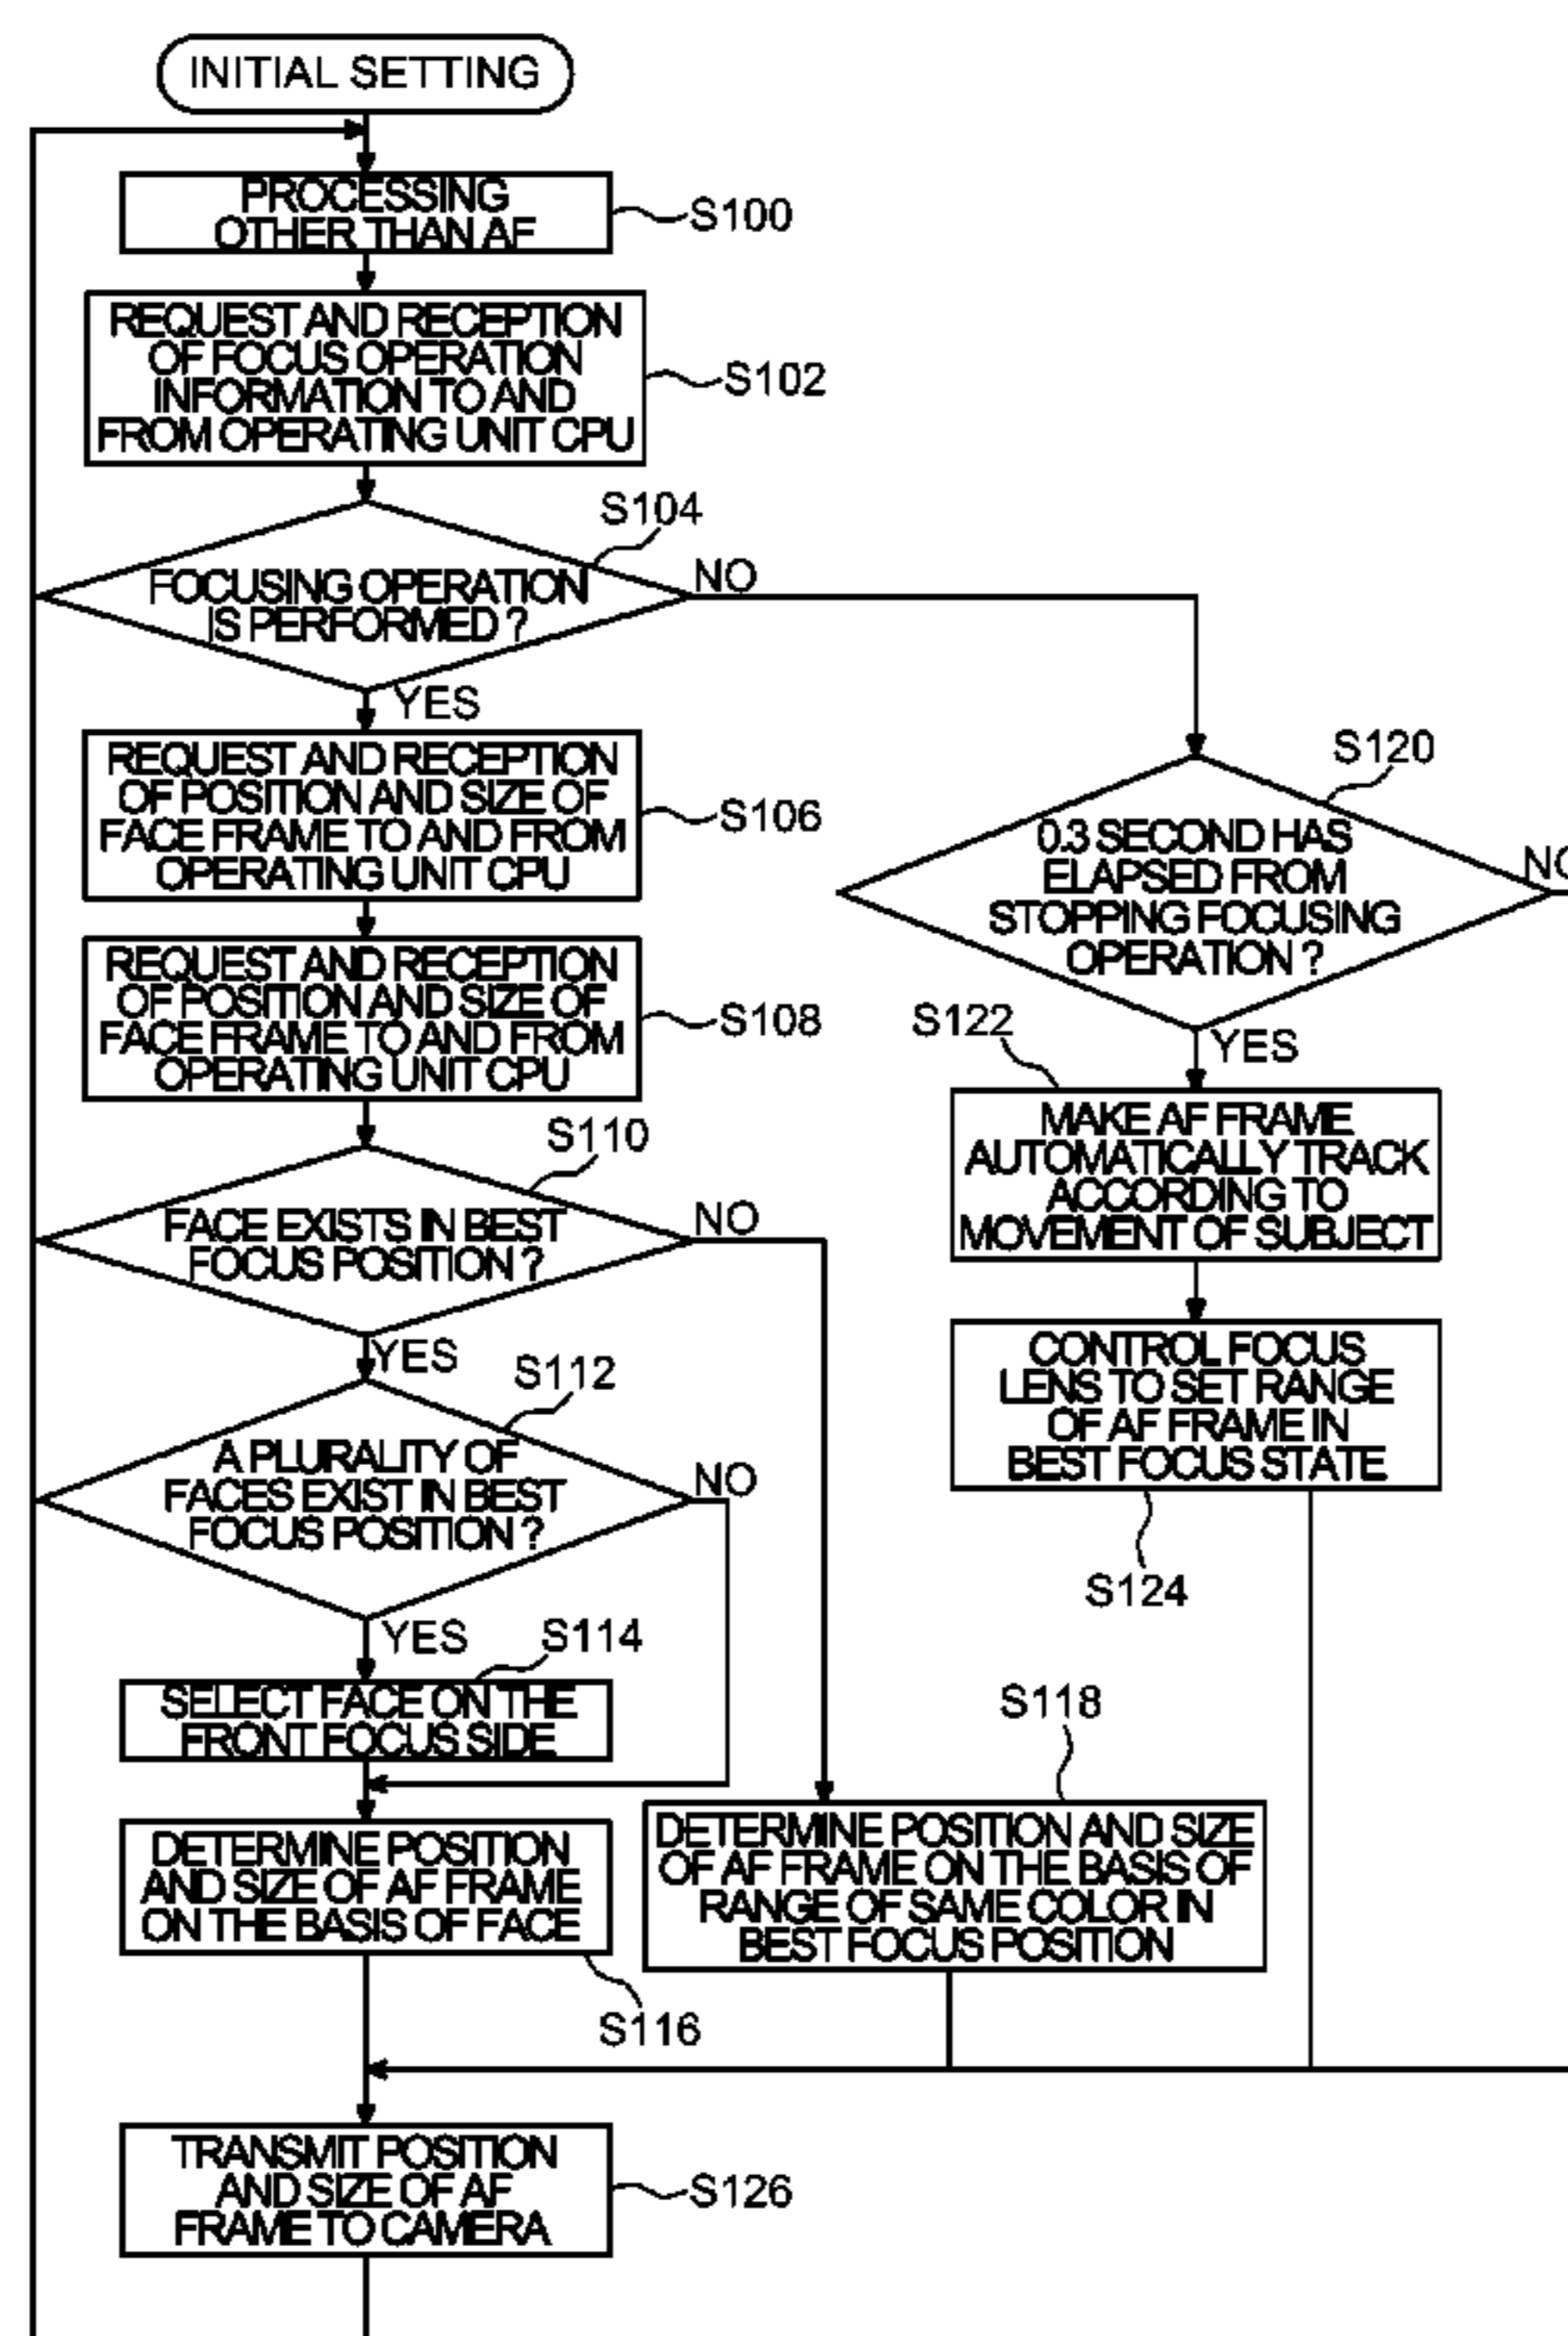 INITIAL SETTING
PROCESSING
OTHER THAN AF
S100
REQUEST AND RECEPTION
OF FOCUS OPERATION
INFORMATION TO AND
FROM OPERATING UNIT CPU
S102
S104
FOCUSING OPERATION
IS PERFORMED ?
NO
YES
REQUEST AND RECEPTION
OF POSITION AND SIZE OF
FACE FRAME TO AND FROM
OPERATING UNIT CPU
S106
REQUEST AND RECEPTION
OF POSITION AND SIZE OF
FACE FRAME TO AND FROM
OPERATING UNIT CPU
S108
S110
FACE EXISTS IN BEST
FOCUS POSITION ?
NO
YES
S112
A PLURALITY OF
FACES EXIST IN BEST
FOCUS POSITION ?
NO
YES
S114
SELECT FACE ON THE
FRONT FOCUS SIDE
DETERMINE POSITION
AND SIZE OF AF FRAME
ON THE BASIS OF FACE
S116
S118
DETERMINE POSITION AND SIZE
OF AF FRAME ON THE BASIS OF
RANGE OF SAME COLOR IN
BEST FOCUS POSITION
S120
0.3 SECOND HAS
ELAPSED FROM
STOPPING FOCUSING
OPERATION ?
NO
YES
S122
MAKE AF FRAME
AUTOMATICALLY TRACK
ACCORDING TO
MOVEMENT OF SUBJECT
CONTROL FOCUS
LENS TO SET RANGE
OF AF FRAME IN
BEST FOCUS STATE
S124
TRANSMIT POSITION
AND SIZE OF AF
FRAME TO CAMERA
S126